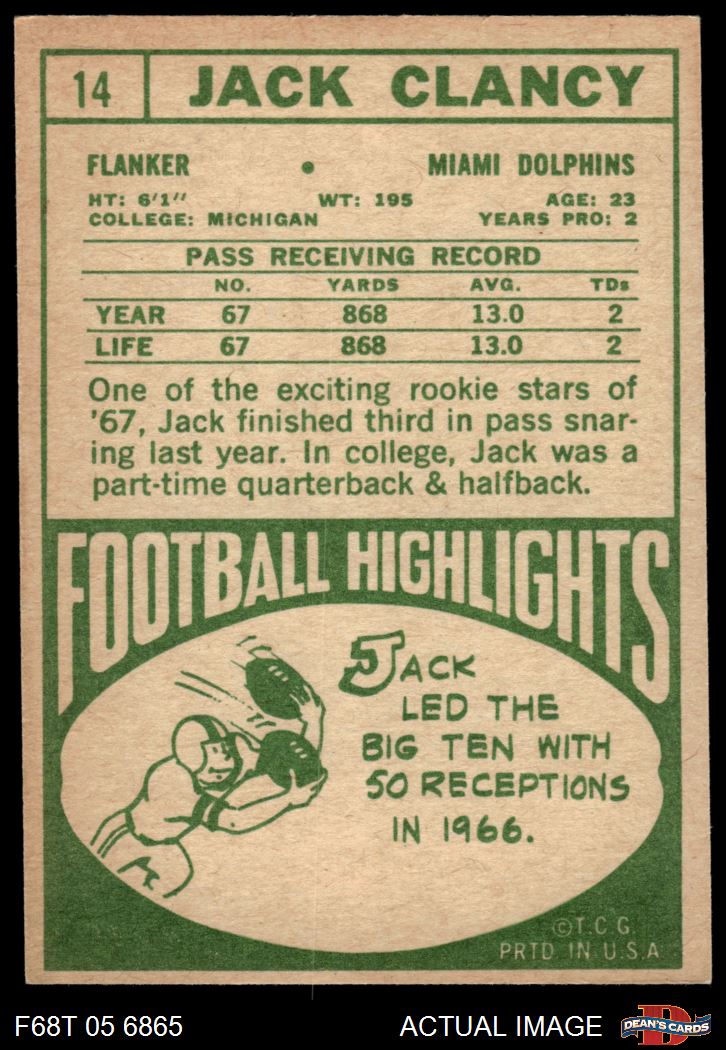 14 JACK CLANCY
FLANKER • MIAMI DOLPHINS
HT: 6'1" WT: 195 AGE: 23
COLLEGE: MICHIGAN YEARS PRO: 2
PASS RECEIVING RECORD
NO. YARDS AVG. TDs
YEAR 67 868 13.0 2
LIFE 67 868 13.0 2
One of the exciting rookie stars of
'67, Jack finished third in pass snar-
ing last year. In college, Jack was a
part-time quarterback & halfback.
FOOTBALL HIGHLIGHTS
JACK
LED THE
BIG TEN WITH
50 RECEPTIONS
IN 1966.
©T.C.G.
PRTD IN U.S.A
F68T 05 6865 ACTUAL IMAGE D DEAN'S CARDS